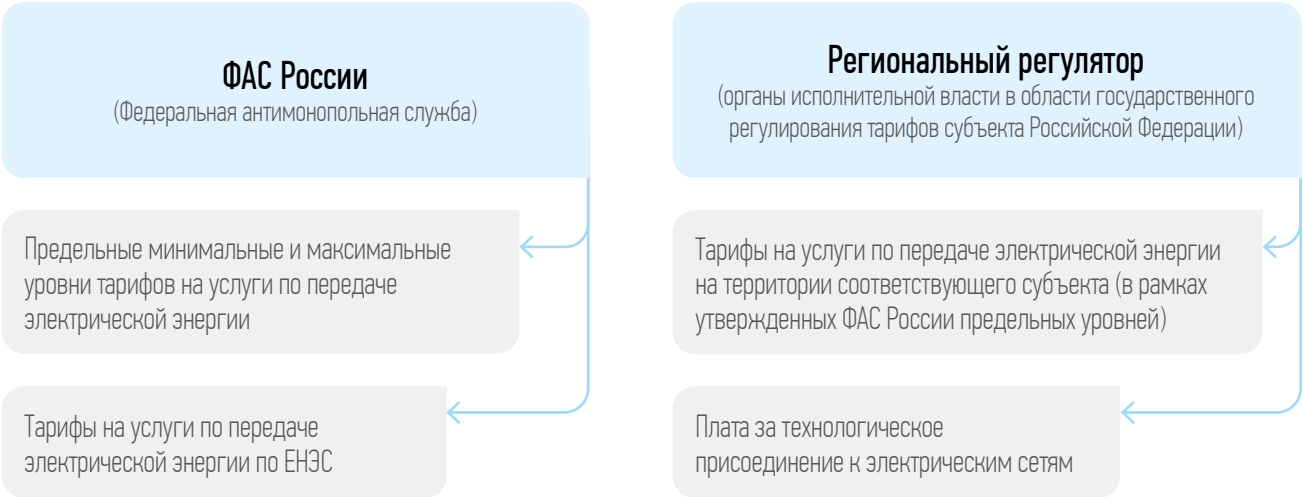 ФАС России
(Федеральная антимонопольная служба)
Предельные минимальные и максимальные
уровни тарифов на услуги по передаче
электрической энергии
Тарифы на услуги по передаче
электрической энергии по ЕНЭС
Региональный регулятор
(органы исполнительной власти в области государственного
регулирования тарифов субъекта Российской Федерации)
Тарифы на услуги по передаче электрической энергии
на территории соответствующего субъекта (в рамках
утвержденных ФАС России предельных уровней)
Плата за технологическое
присоединение к электрическим сетям